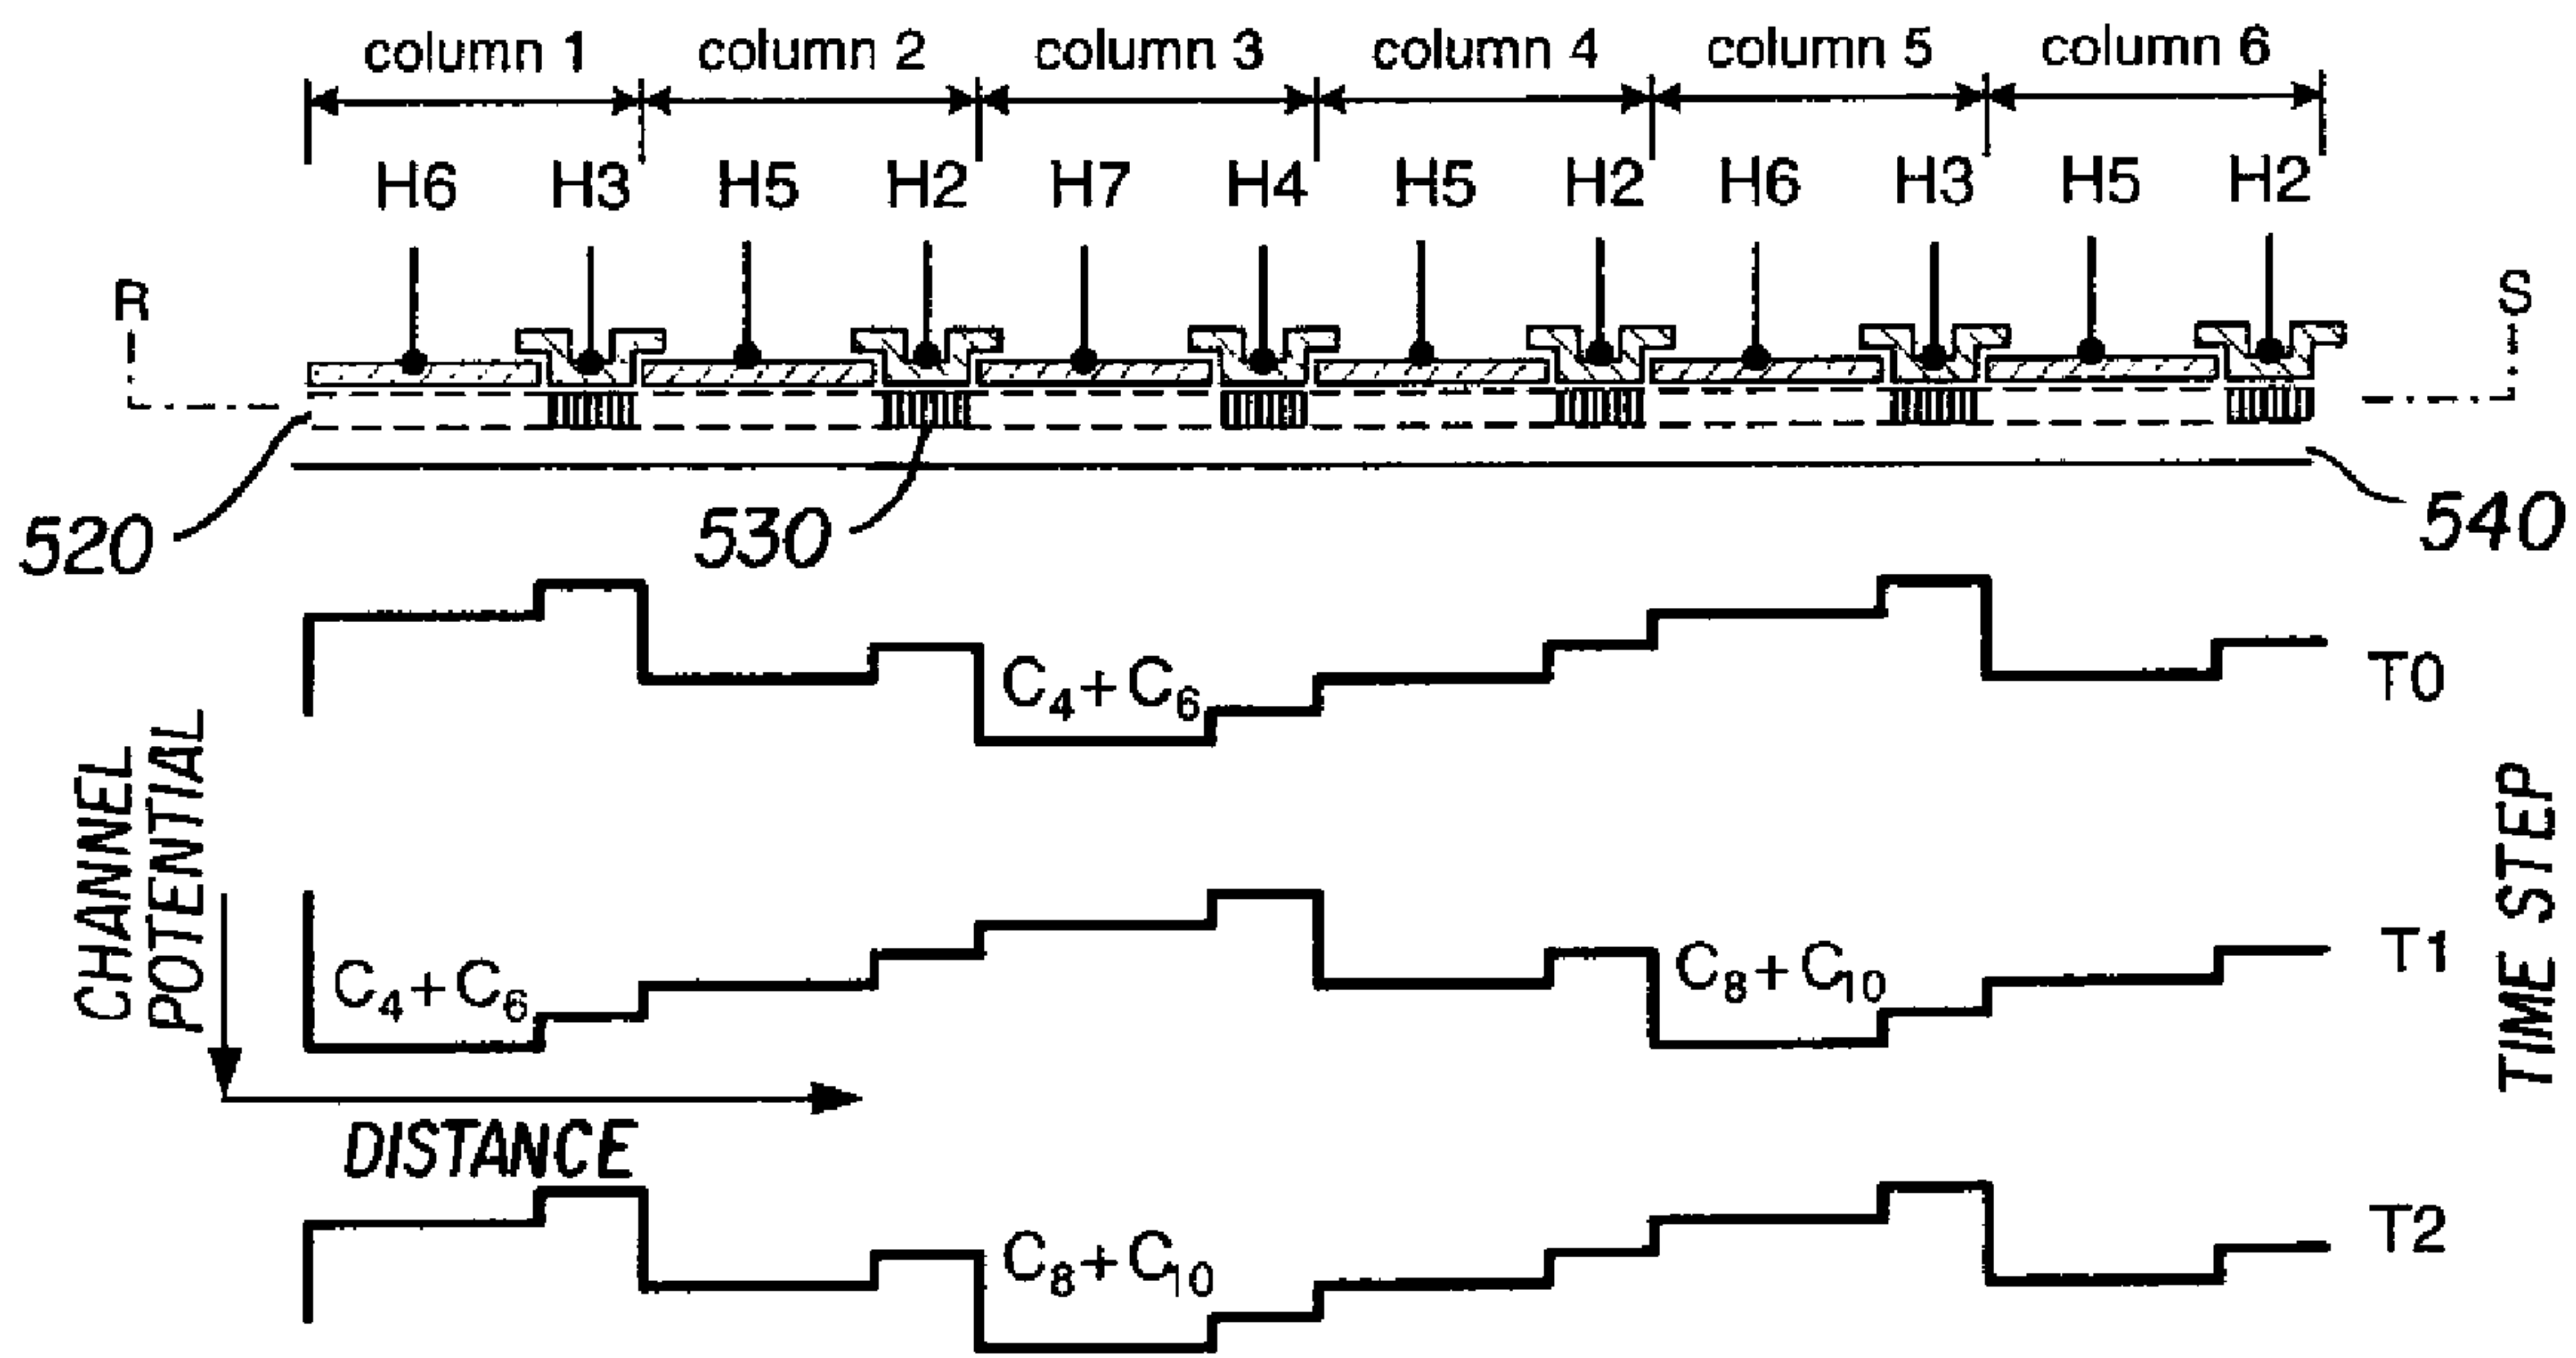 column 1 column 2 column 3 column 4 column 5 column 6
H6 H3 H5 H2 H7 H4 H5 H2 H6 H3 H5 H2
R S
520 530 540
C4+C6 T0
CHANNEL POTENTIAL
TIME STEP
C4+C6 C8+C10 T1
DISTANCE
C8+C10 T2